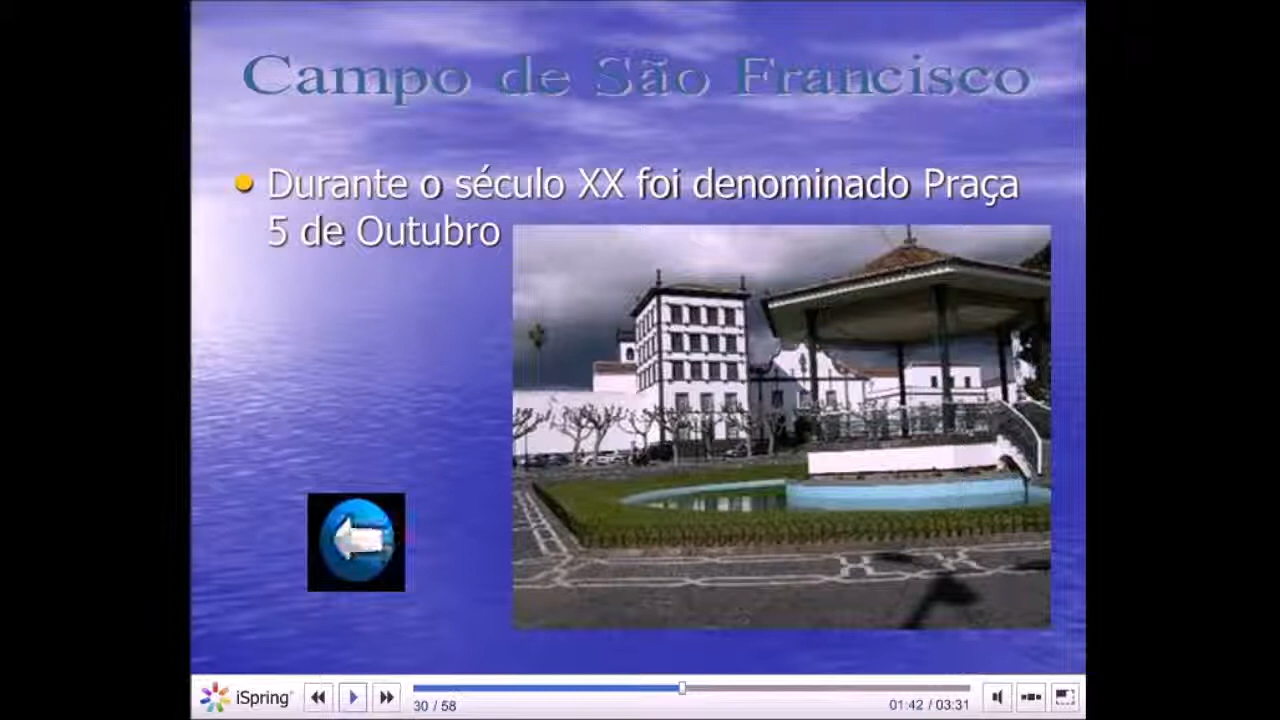 Campo de São Francisco
Durante o século XX foi denominado Praça
5 de Outubro
iSpring
30 / 58
01:42 / 03:31